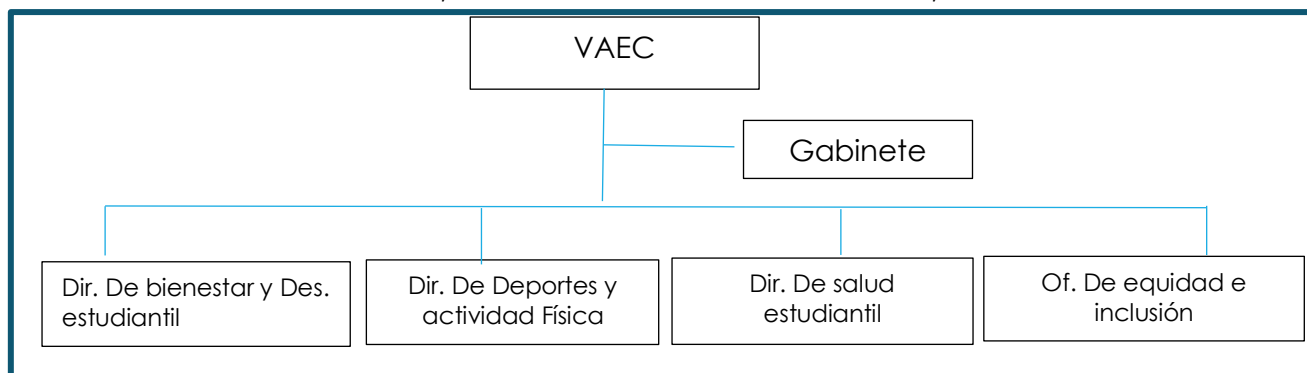 VAEC
Gabinete
Dir. De bienestar y Des.
estudiantil
Dir. De Deportes y
actividad Física
Dir. De salud
estudiantil
Of. De equidad e
inclusión